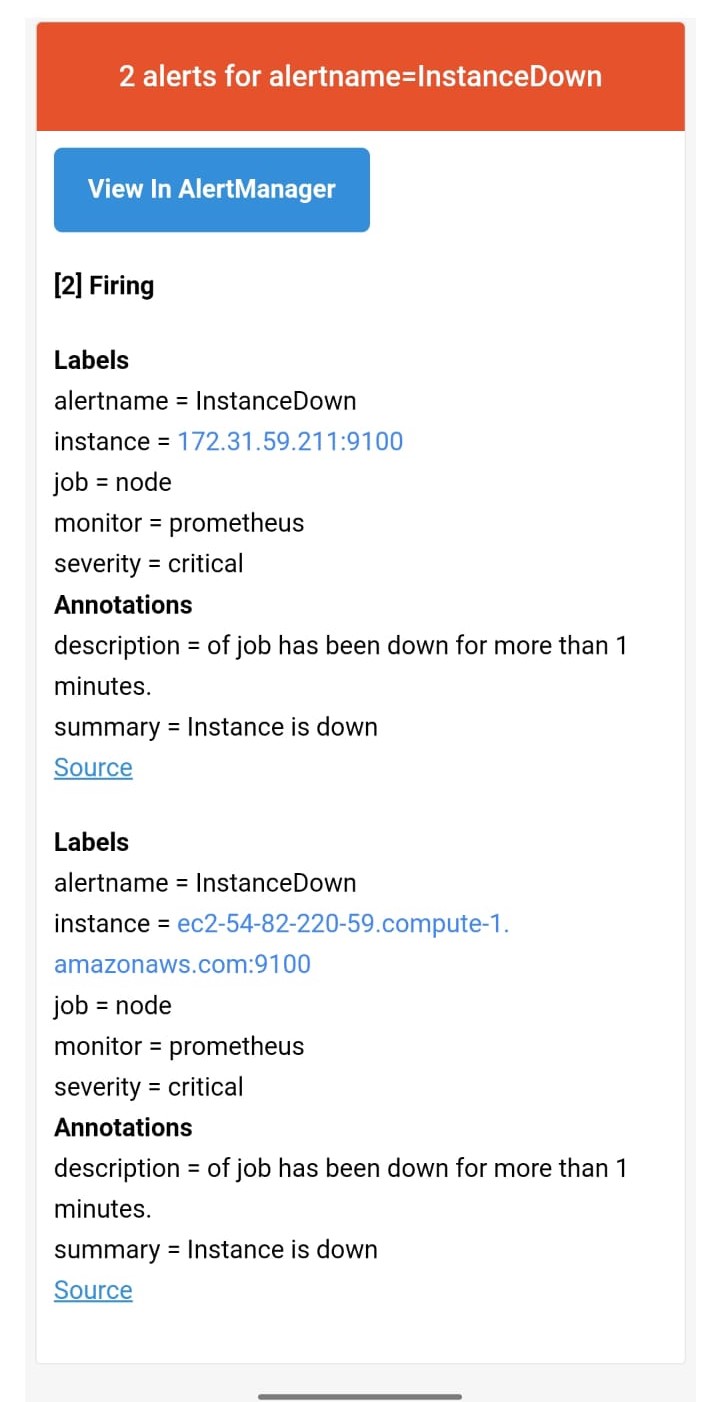 2 alerts for alertname=InstanceDown
View In AlertManager
[2] Firing
Labels
alertname = InstanceDown
instance = 172.31.59.211:9100
job = node
monitor = prometheus
severity = critical
Annotations
description = of job has been down for more than 1
minutes.
summary = Instance is down
Source
Labels
alertname = InstanceDown
instance = ec2-54-82-220-59.compute-1.
amazonaws.com:9100
job = node
monitor = prometheus
severity = critical
Annotations
description = of job has been down for more than 1
minutes.
summary = Instance is down
Source